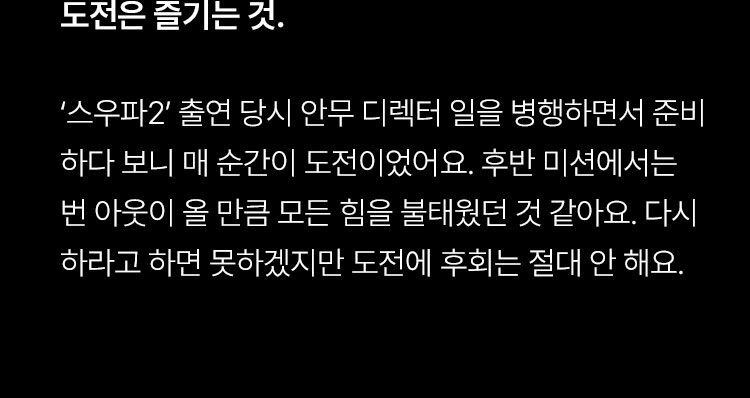 도전은 즐기는 것.
‘스우파2’ 출연 당시 안무 디렉터 일을 병행하면서 준비
하다 보니 매 순간이 도전이었어요. 후반 미션에서는
번 아웃이 올 만큼 모든 힘을 불태웠던 것 같아요. 다시
하라고 하면 못하겠지만 도전에 후회는 절대 안 해요.